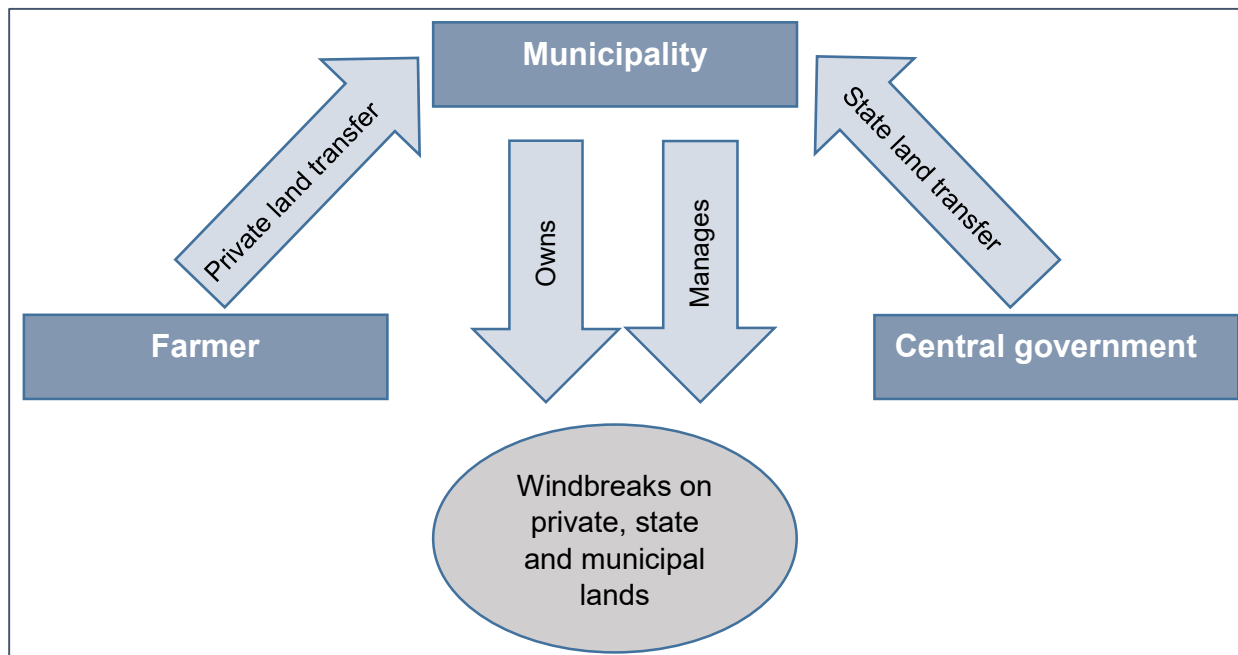 Municipality
Private land transfer
State land transfer
Owns
Manages
Farmer
Central government
Windbreaks on
private, state
and municipal
lands